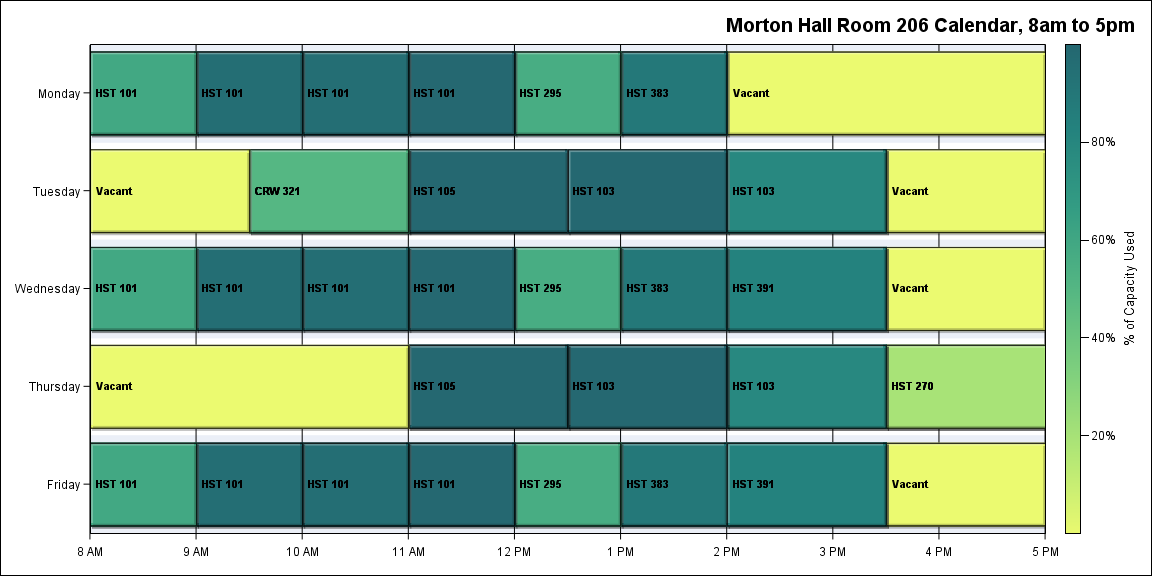 Morton Hall Room 206 Calendar, 8am to 5pm
Monday
HST 101
HST 101
HST 101
HST 101
HST 295
HST 383
Vacant
Tuesday
Vacant
CRW 321
HST 105
HST 103
HST 103
Vacant
Wednesday
HST 101
HST 101
HST 101
HST 101
HST 295
HST 383
HST 391
Vacant
Thursday
Vacant
HST 105
HST 103
HST 103
HST 270
Friday
HST 101
HST 101
HST 101
HST 101
HST 295
HST 383
HST 391
Vacant
8 AM
9 AM
10 AM
11 AM
12 PM
1 PM
2 PM
3 PM
4 PM
5 PM
80%
60%
40%
20%
% of Capacity Used